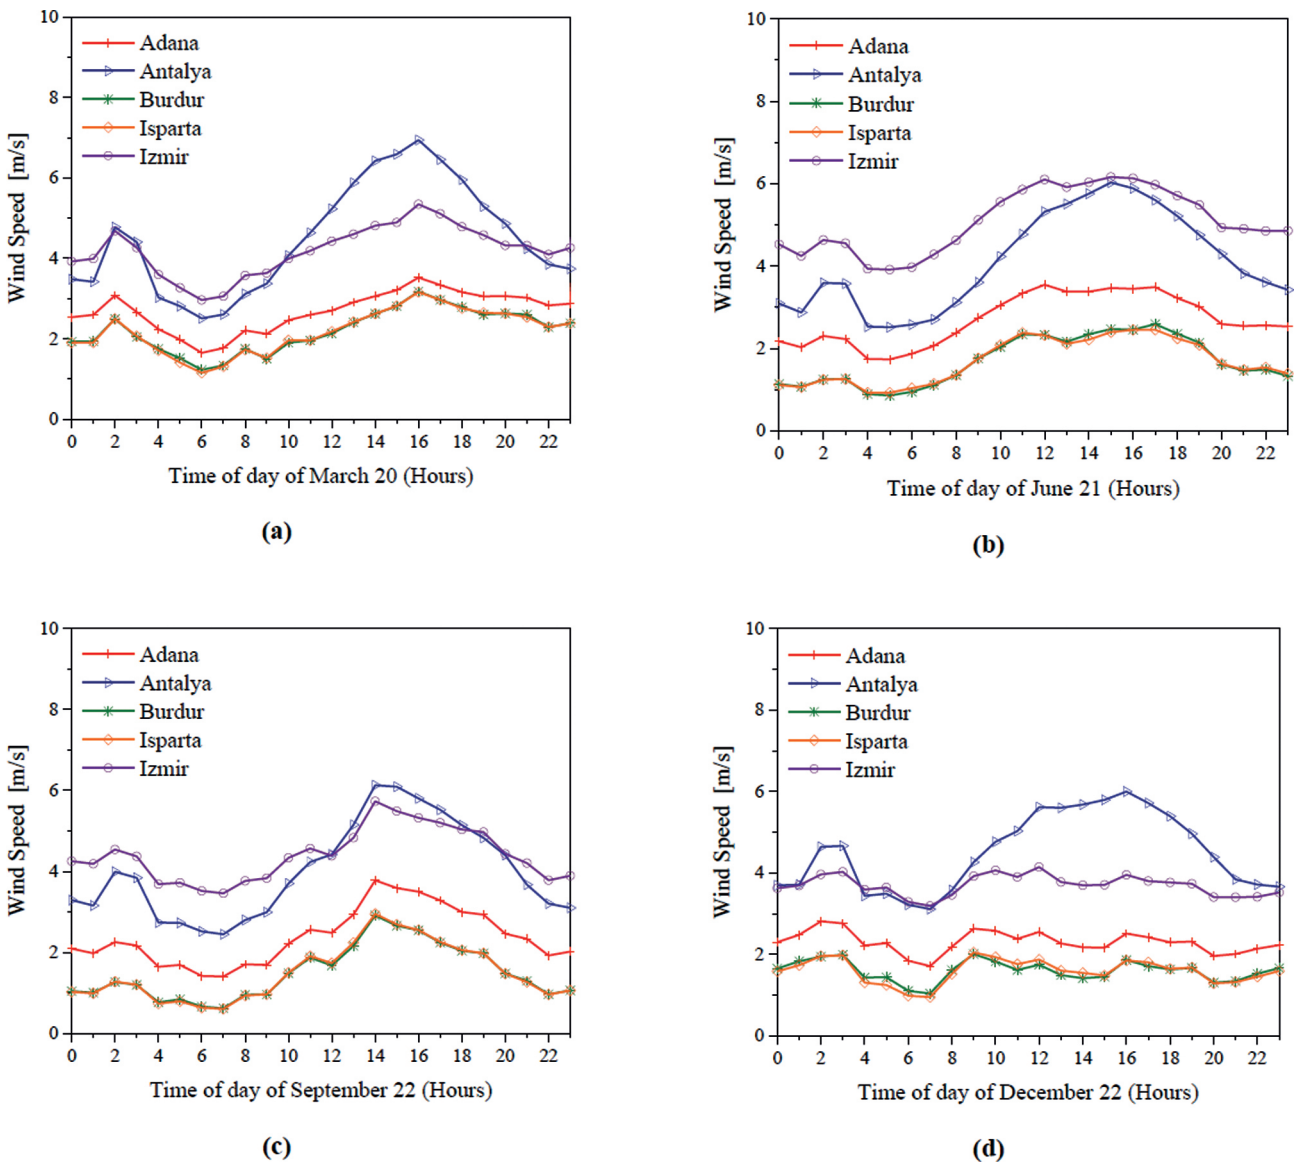 10
8
6
4
2
0
Wind Speed [m/s]
Adana
Antalya
Burdur
Isparta
Izmir
0 2 4 6 8 10 12 14 16 18 20 22
Time of day of March 20 (Hours)
(a)
10
8
6
4
2
0
Wind Speed [m/s]
Adana
Antalya
Burdur
Isparta
Izmir
0 2 4 6 8 10 12 14 16 18 20 22
Time of day of June 21 (Hours)
(b)
10
8
6
4
2
0
Wind Speed [m/s]
Adana
Antalya
Burdur
Isparta
Izmir
0 2 4 6 8 10 12 14 16 18 20 22
Time of day of September 22 (Hours)
(c)
10
8
6
4
2
0
Wind Speed [m/s]
Adana
Antalya
Burdur
Isparta
Izmir
0 2 4 6 8 10 12 14 16 18 20 22
Time of day of December 22 (Hours)
(d)